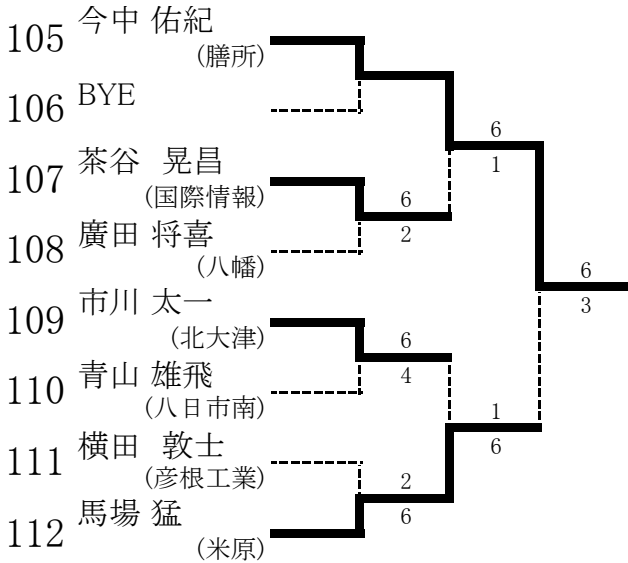 105 今中 佑紀
(膳所)
106 BYE
6
1
107 茶谷 晃昌
(国際情報)
6
2
108 廣田 将喜
(八幡)
6
3
109 市川 太一
(北大津)
6
4
110 青山 雄飛
(八日市南)
1
6
111 横田 敦士
(彦根工業)
2
6
112 馬場 猛
(米原)